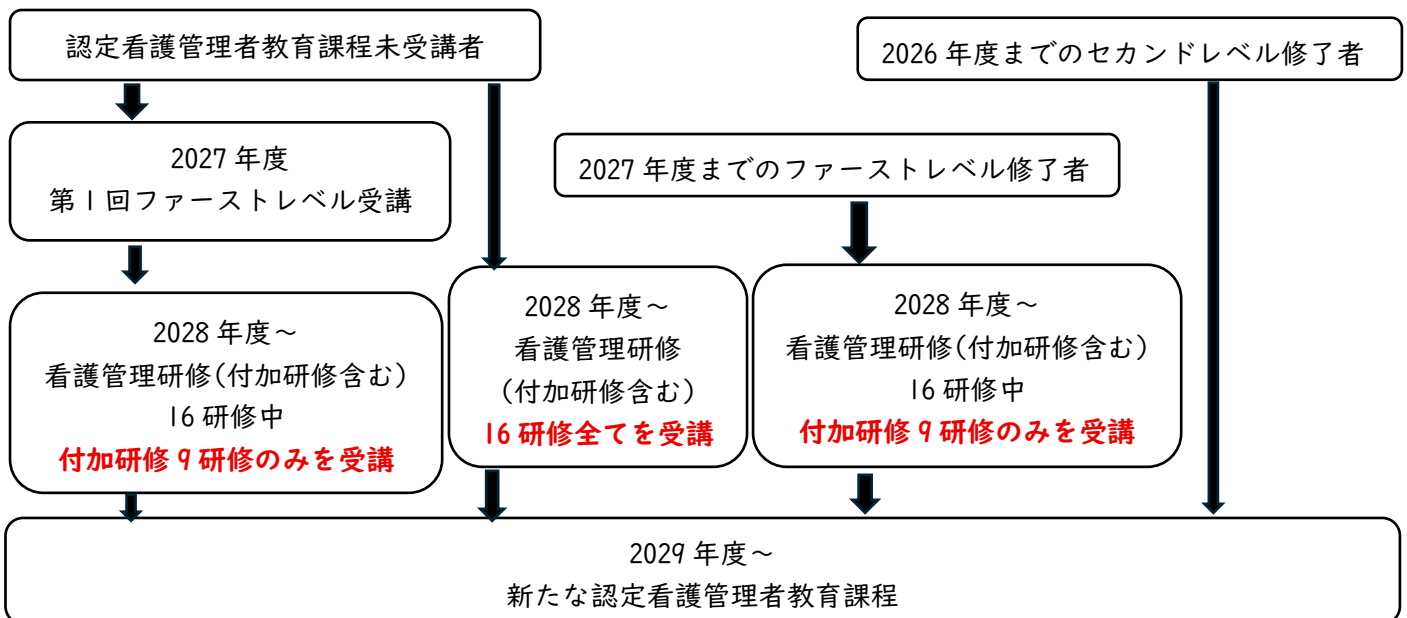 認定看護管理者教育課程未受講者
2026年度までのセカンドレベル修了者
2027年度
第1回ファーストレベル受講
2027年度までのファーストレベル修了者
2028年度～
看護管理研修(付加研修含む)
16研修中
付加研修9研修のみを受講
2028年度～
看護管理研修
(付加研修含む)
16研修全てを受講
2028年度～
看護管理研修(付加研修含む)
16研修中
付加研修9研修のみを受講
2029年度～
新たな認定看護管理者教育課程